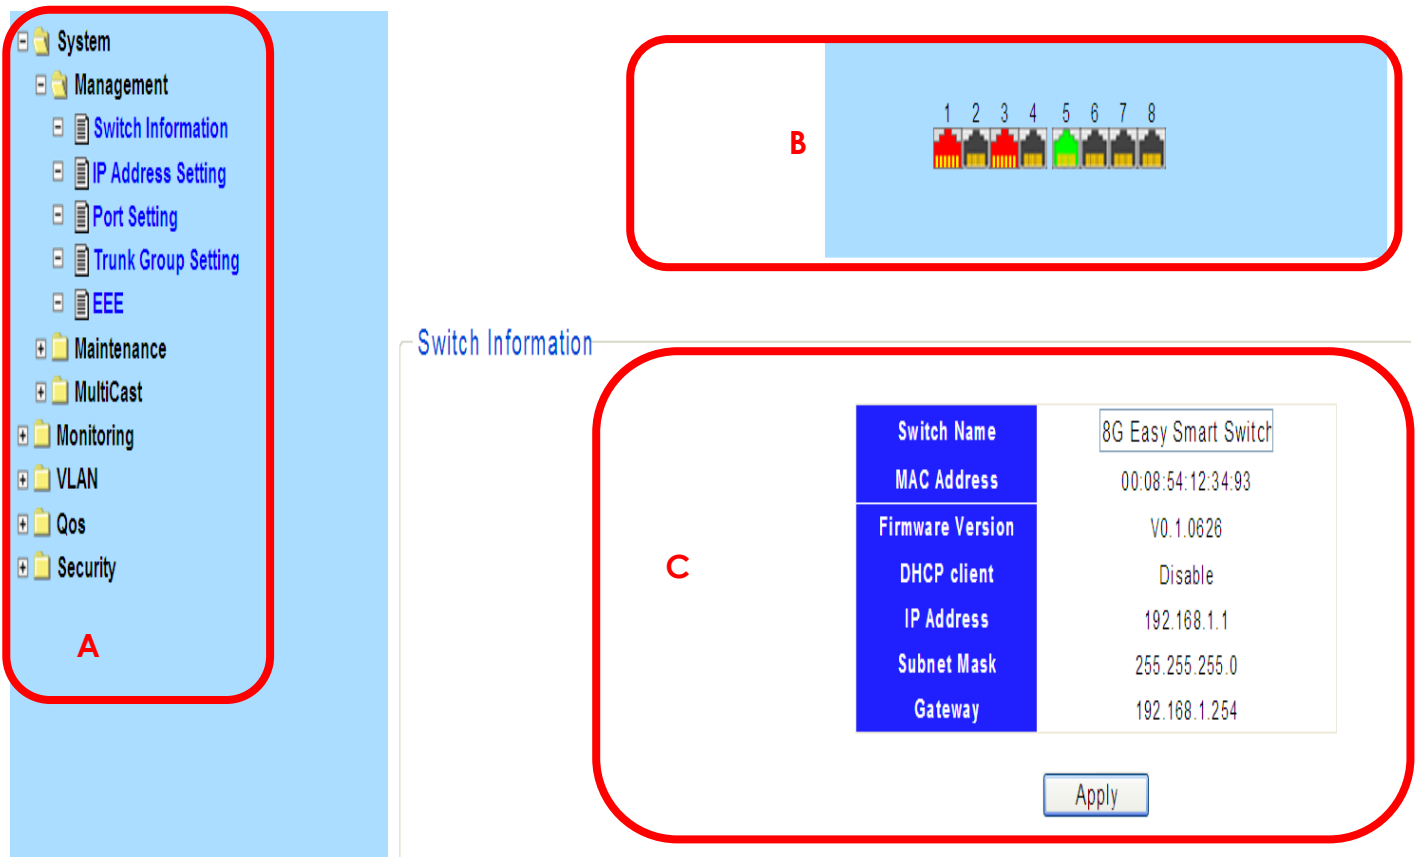 System
Management
Switch Information
IP Address Setting
Port Setting
Trunk Group Setting
EEE
Maintenance
MultiCast
Monitoring
VLAN
Qos
Security
A
1 2 3 4 5 6 7 8
B
Switch Information
Switch Name 8G Easy Smart Switch
MAC Address 00:08:54:12:34:93
Firmware Version V0.1.0626
DHCP client Disable
IP Address 192.168.1.1
Subnet Mask 255.255.255.0
Gateway 192.168.1.254
C
Apply